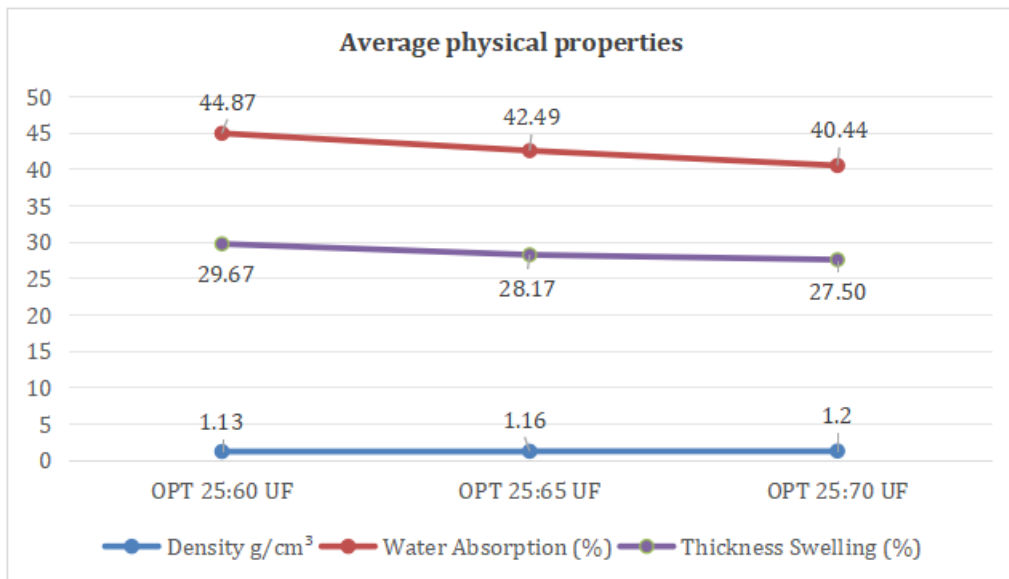 Average physical properties
50
45
40
35
30
25
20
15
10
5
0
44.87
42.49
40.44
29.67
28.17
27.50
1.13
1.16
1.2
OPT 25:60 UF
OPT 25:65 UF
OPT 25:70 UF
Density g/cm³
Water Absorption (%)
Thickness Swelling (%)